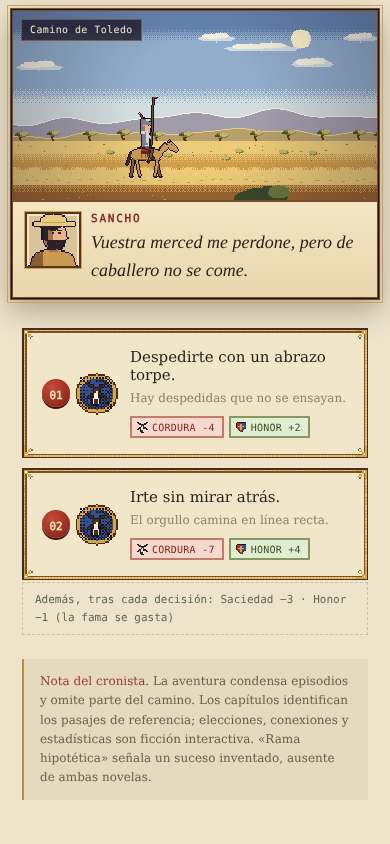 Camino de Toledo
SANCHO
Vuestra merced me perdone, pero de
caballero no se come.
01
Despedirte con un abrazo
torpe.
Hay despedidas que no se ensayan.
CORDURA -4
HONOR +2
02
Irte sin mirar atrás.
El orgullo camina en línea recta.
CORDURA -7
HONOR +4
Además, tras cada decisión: Saciedad −3 · Honor
−1 (la fama se gasta)
Nota del cronista. La aventura condensa episodios
y omite parte del camino. Los capítulos identifican
los pasajes de referencia; elecciones, conexiones y
estadísticas son ficción interactiva. «Rama
hipotética» señala un suceso inventado, ausente
de ambas novelas.